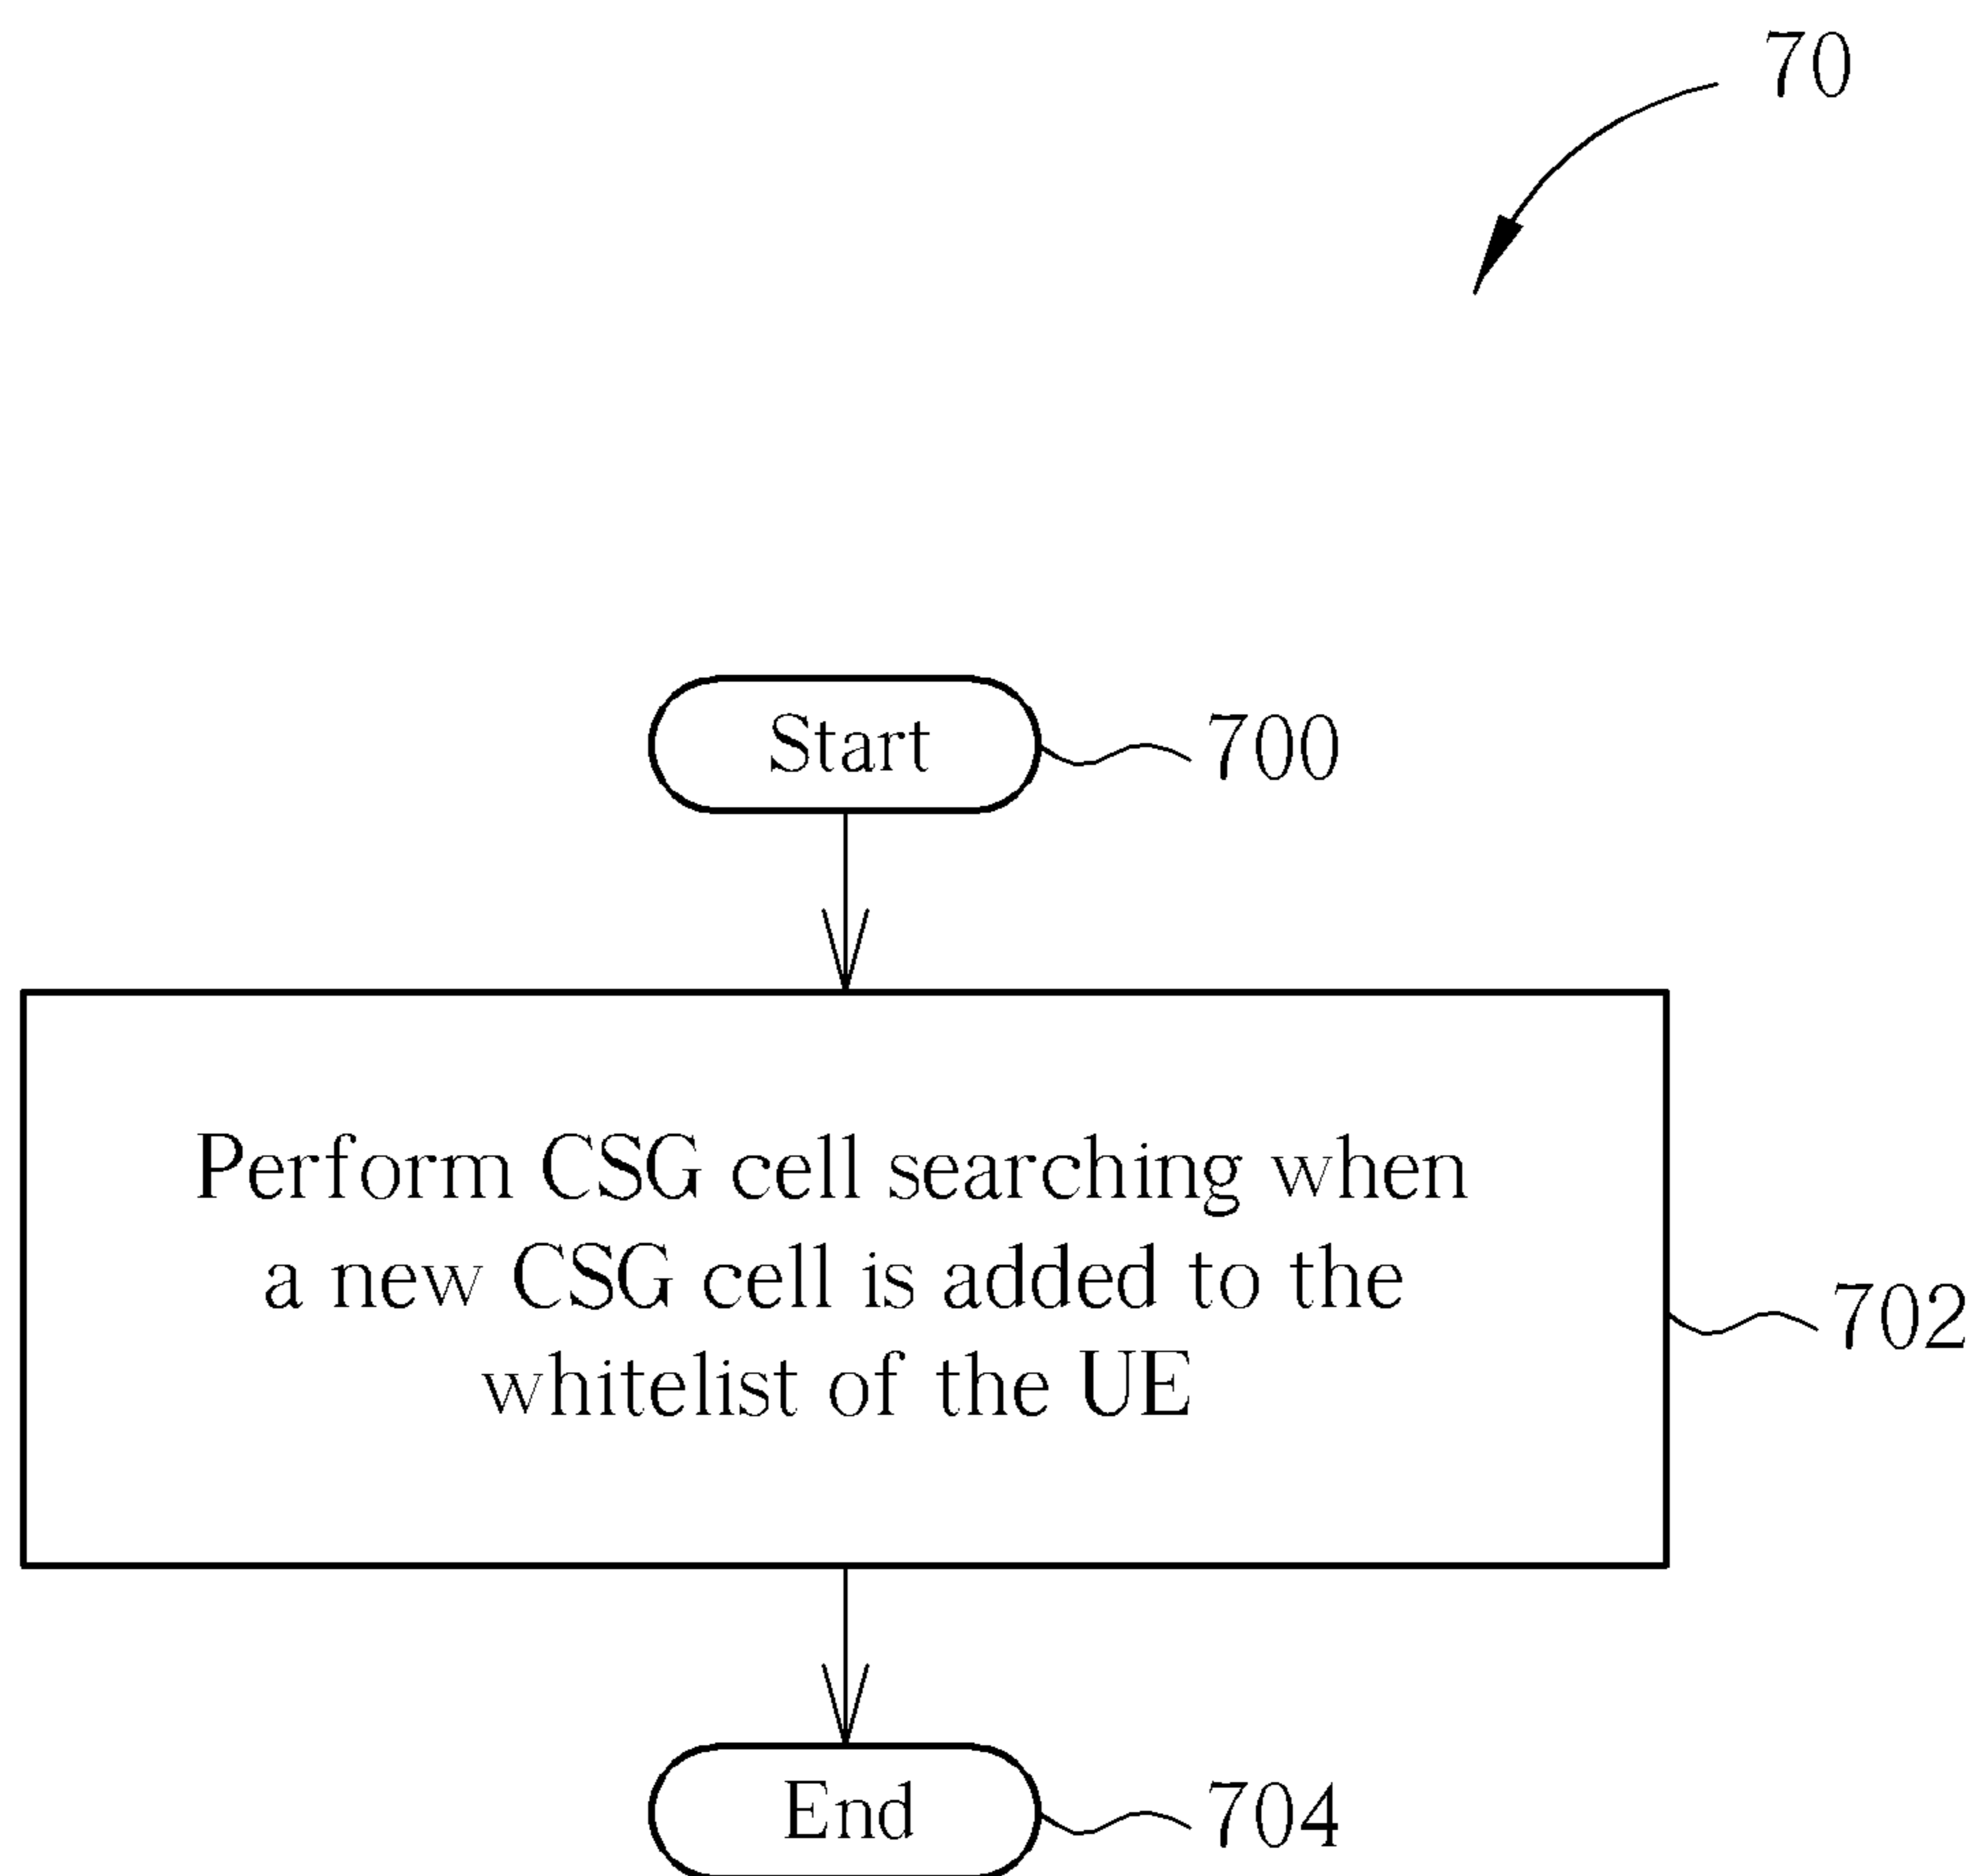 70
Start
700
Perform CSG cell searching when
a new CSG cell is added to the
whitelist of the UE
702
End
704